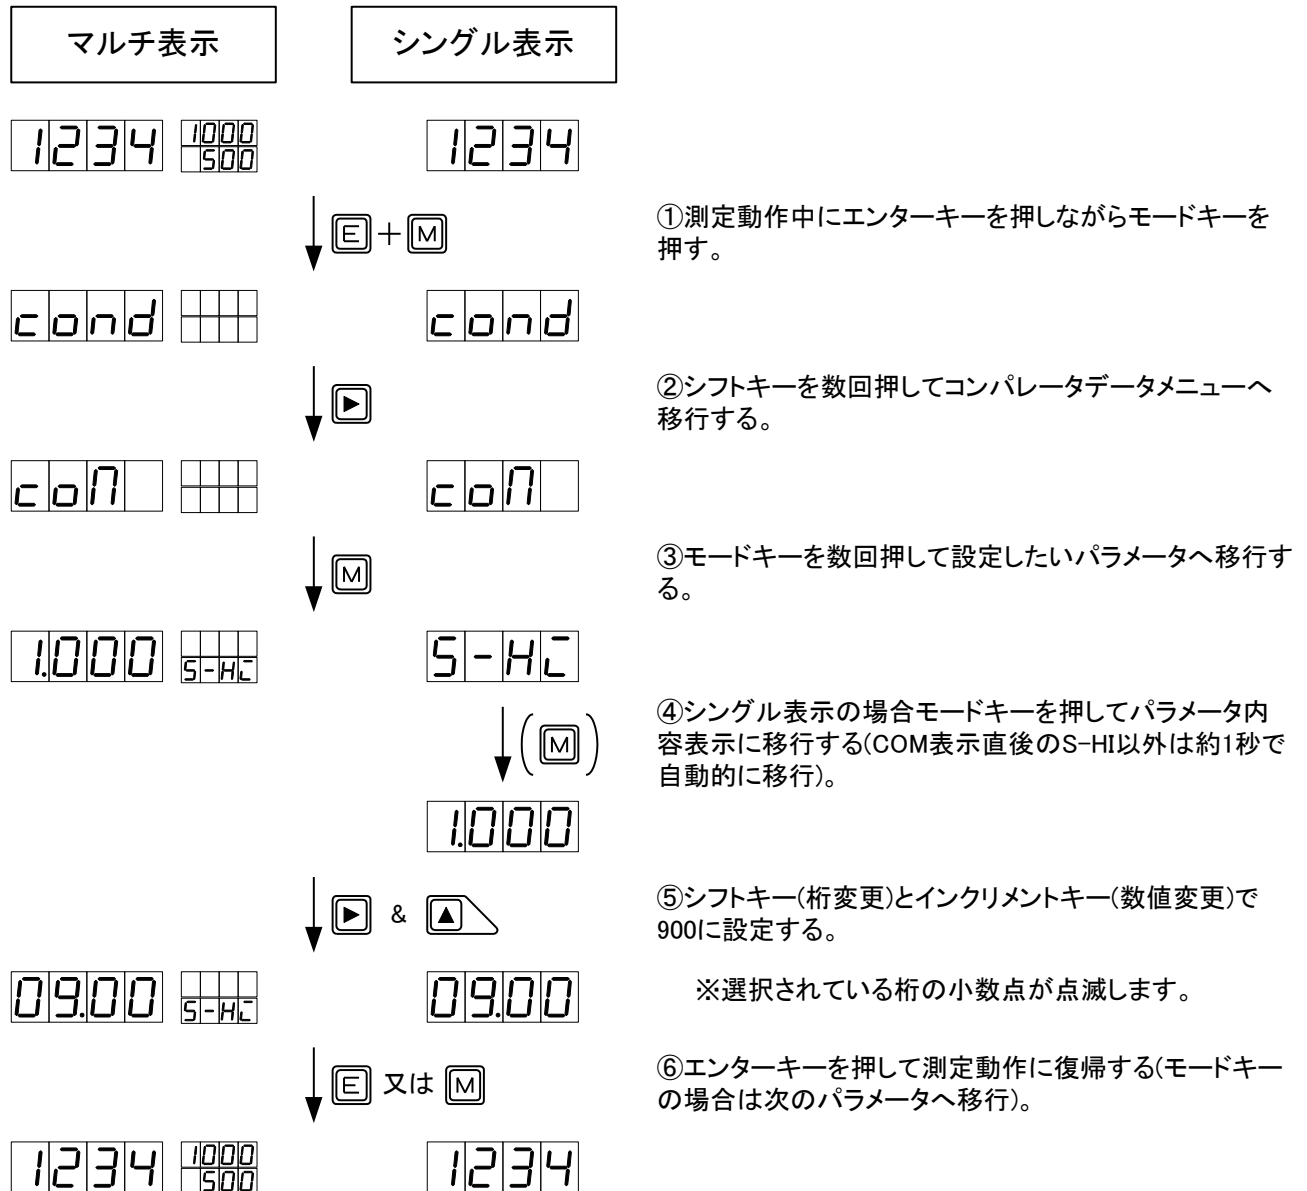 マルチ表示 シングル表示
1234 1000 1234
500
E+M
①測定動作中にエンターキーを押しながらモードキーを
押す。
cond cond
②シフトキーを数回押してコンパレータデータメニューへ
移行する。
coM coM
M
③モードキーを数回押して設定したいパラメータへ移行す
る。
1.000 S-HI S-HI
④シングル表示の場合モードキーを押してパラメータ内
容表示に移行する(COM表示直後のS-HI以外は約1秒で
自動的に移行)。
(M)
1.000
▶ & ▲
⑤シフトキー(桁変更)とインクリメントキー(数値変更)で
900に設定する。
09.00 S-HI 09.00
※選択されている桁の小数点が点滅します。
E 又は M
⑥エンターキーを押して測定動作に復帰する(モードキー
の場合は次のパラメータへ移行)。
1234 1000 1234
500